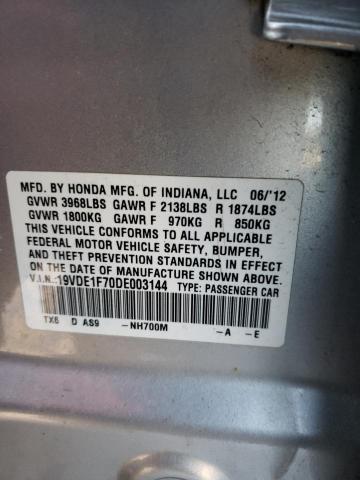 MFD. BY HONDA MFG. OF INDIANA, LLC 06/'12
GVWR 3968LBS GAWR F 2138LBS R 1874LBS
GVWR 1800KG GAWR F 970KG R 850KG
THIS VEHICLE CONFORMS TO ALL APPLICABLE
FEDERAL MOTOR VEHICLE SAFETY, BUMPER,
AND THEFT PREVENTION STANDARDS IN EFFECT
ON THE DATE OF MANUFACTURE SHOWN ABOVE.
V.I.N.:19VDE1F70DE003144 TYPE: PASSENGER CAR
TX6 D AS9 -NH700M -A -E